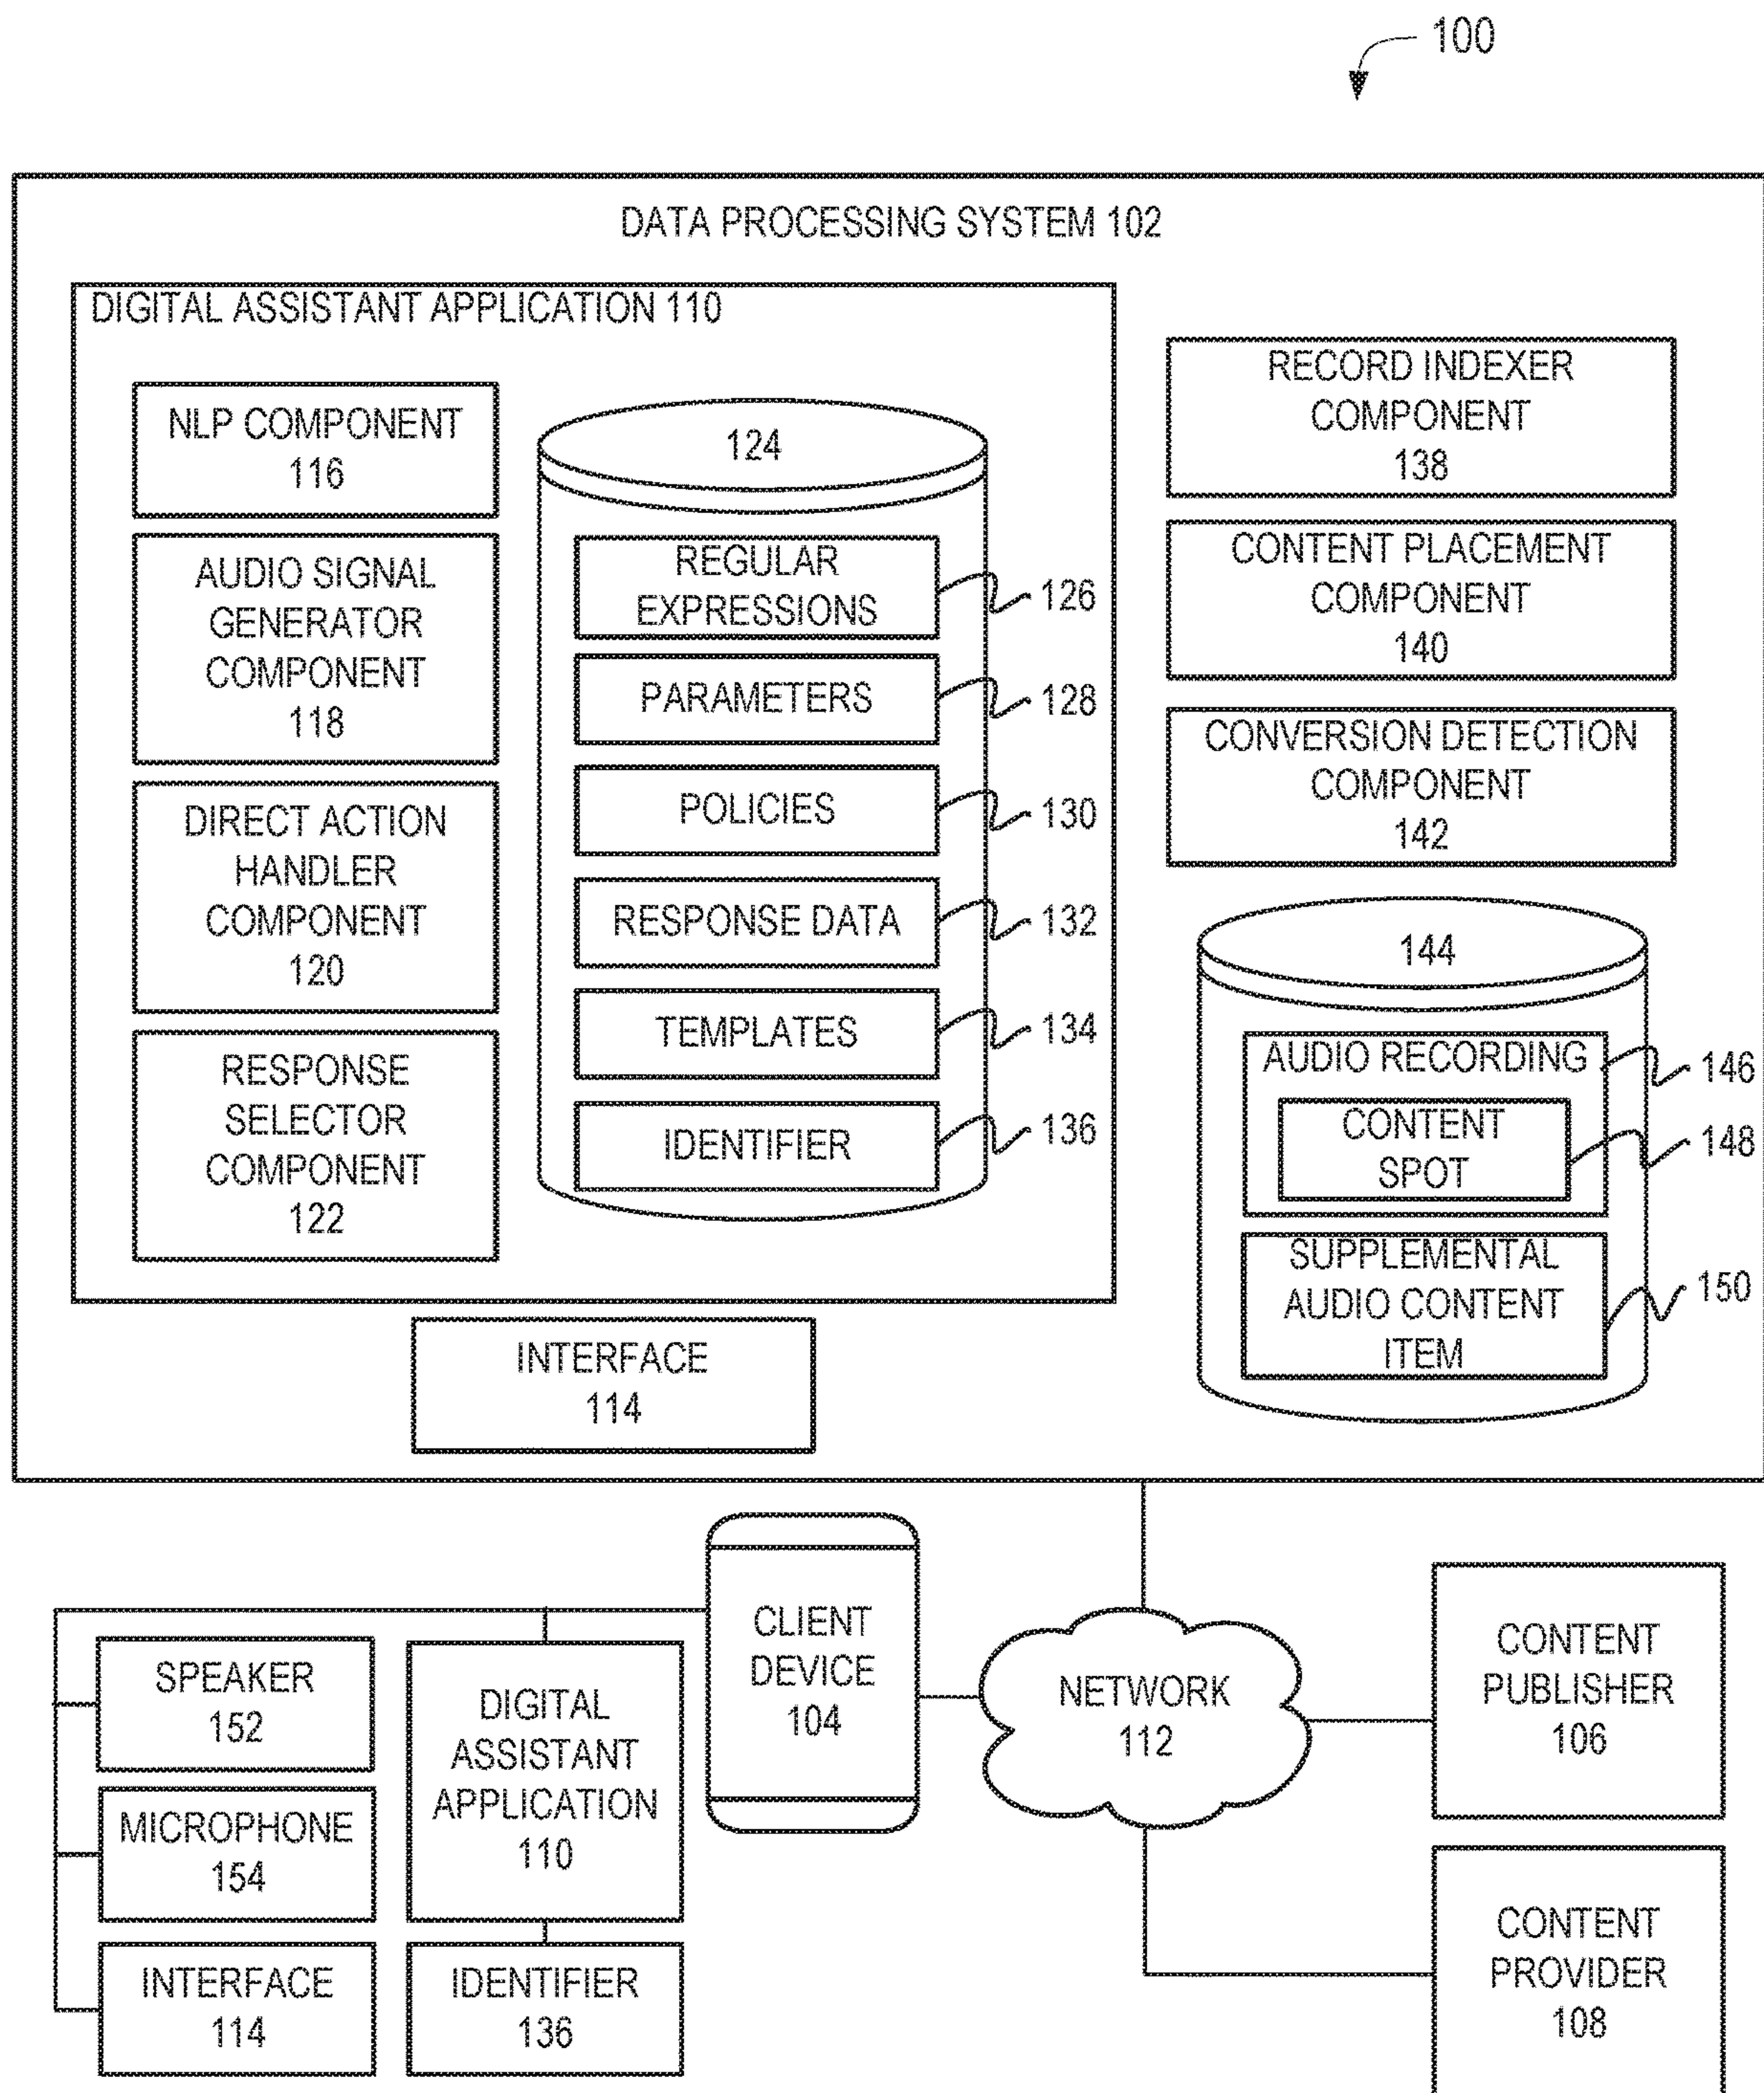 100
DATA PROCESSING SYSTEM 102
DIGITAL ASSISTANT APPLICATION 110
NLP COMPONENT
116
AUDIO SIGNAL
GENERATOR
COMPONENT
118
DIRECT ACTION
HANDLER
COMPONENT
120
RESPONSE
SELECTOR
COMPONENT
122
124
REGULAR
EXPRESSIONS
126
PARAMETERS
128
POLICIES
130
RESPONSE DATA
132
TEMPLATES
134
IDENTIFIER
136
RECORD INDEXER
COMPONENT
138
CONTENT PLACEMENT
COMPONENT
140
CONVERSION DETECTION
COMPONENT
142
144
AUDIO RECORDING
146
CONTENT
SPOT
148
SUPPLEMENTAL
AUDIO CONTENT
ITEM
150
INTERFACE
114
SPEAKER
152
MICROPHONE
154
INTERFACE
114
DIGITAL
ASSISTANT
APPLICATION
110
IDENTIFIER
136
CLIENT
DEVICE
104
NETWORK
112
CONTENT
PUBLISHER
106
CONTENT
PROVIDER
108